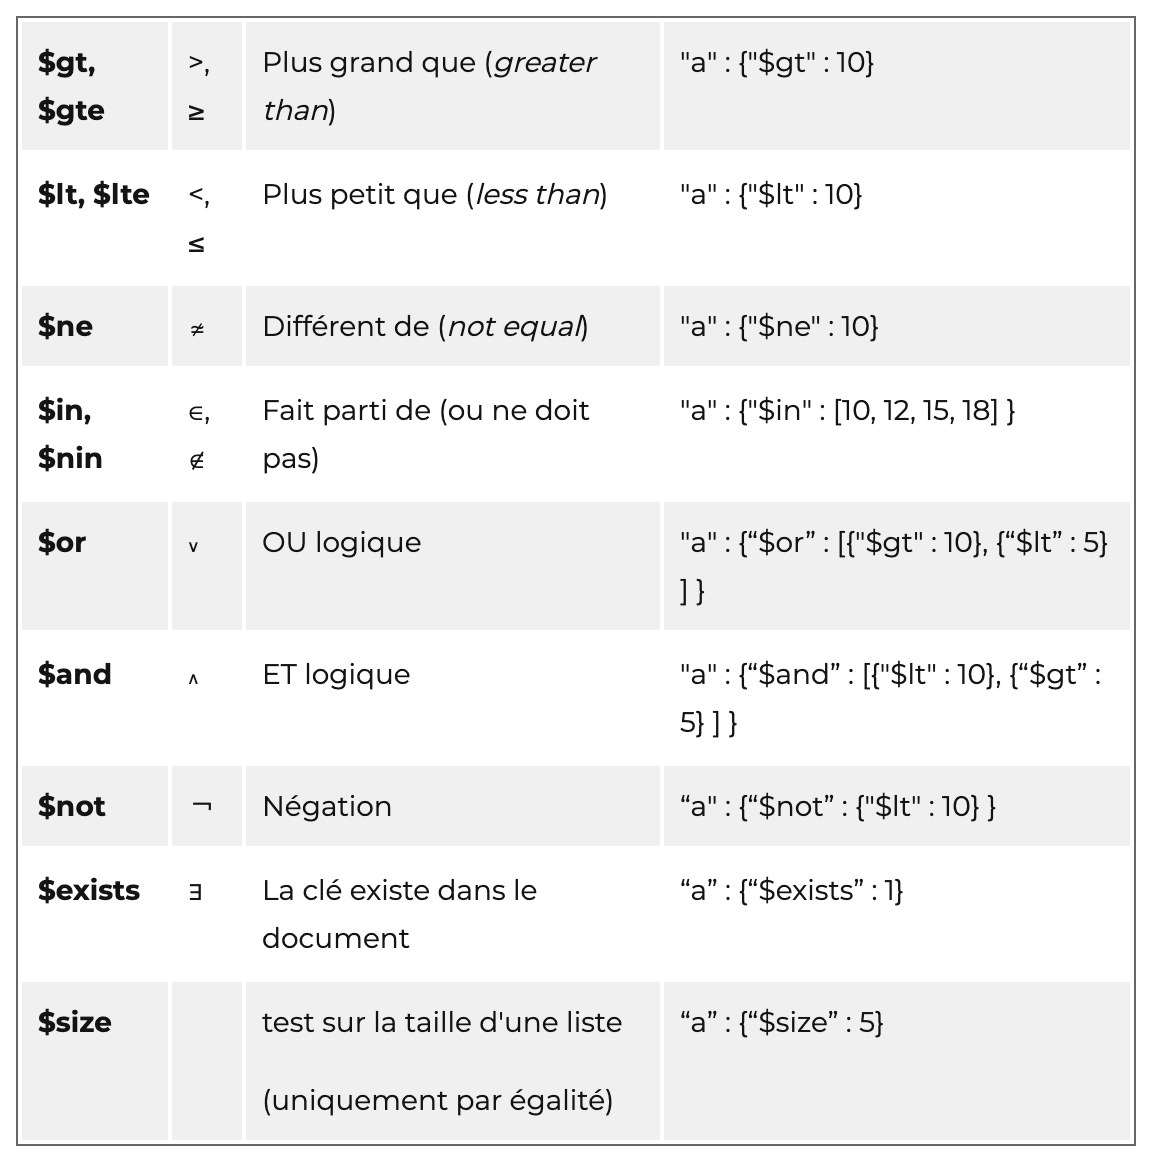 $gt, >, Plus grand que (greater "a" : {"$gt" : 10}
$gte ≥ than)
$lt, $lte <, Plus petit que (less than) "a" : {"$lt" : 10}
≤
$ne ≠ Différent de (not equal) "a" : {"$ne" : 10}
$in, ∈, Fait parti de (ou ne doit "a" : {"$in" : [10, 12, 15, 18] }
$nin ∉ pas)
$or ∨ OU logique "a" : {“$or” : [{"$gt" : 10}, {“$lt” : 5}
] }
$and ∧ ET logique "a" : {“$and” : [{"$lt" : 10}, {“$gt” :
5} ] }
$not ¬ Négation “a" : {“$not” : {"$lt" : 10} }
$exists ∃ La clé existe dans le “a” : {“$exists” : 1}
document
$size test sur la taille d'une liste “a” : {“$size” : 5}
(uniquement par égalité)